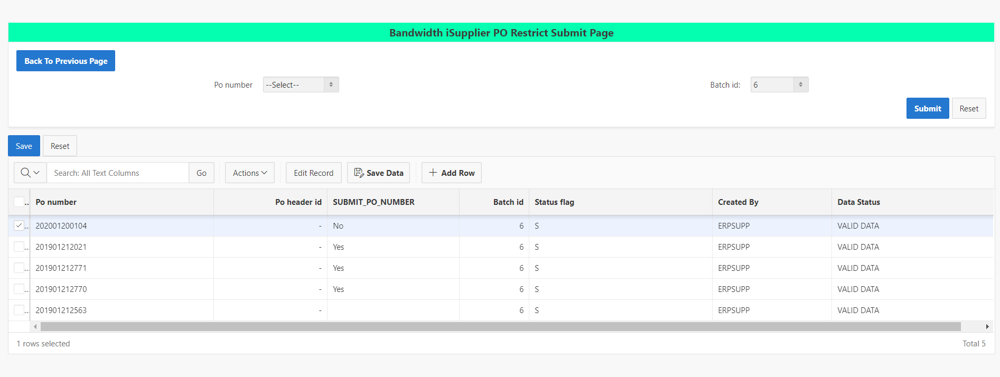 Bandwidth iSupplier PO Restrict Submit Page
Back To Previous Page
Po number --Select-- Batch id: 6
Submit Reset
Save Reset
Search: All Text Columns Go Actions Edit Record Save Data Add Row
... Po number Po header id SUBMIT_PO_NUMBER Batch id Status flag Created By Data Status
... 202001200104 - No 6 S ERPSUPP VALID DATA
... 201901212021 - Yes 6 S ERPSUPP VALID DATA
... 201901212771 - Yes 6 S ERPSUPP VALID DATA
... 201901212770 - Yes 6 S ERPSUPP VALID DATA
... 201901212563 - 6 S ERPSUPP VALID DATA
1 rows selected Total 5